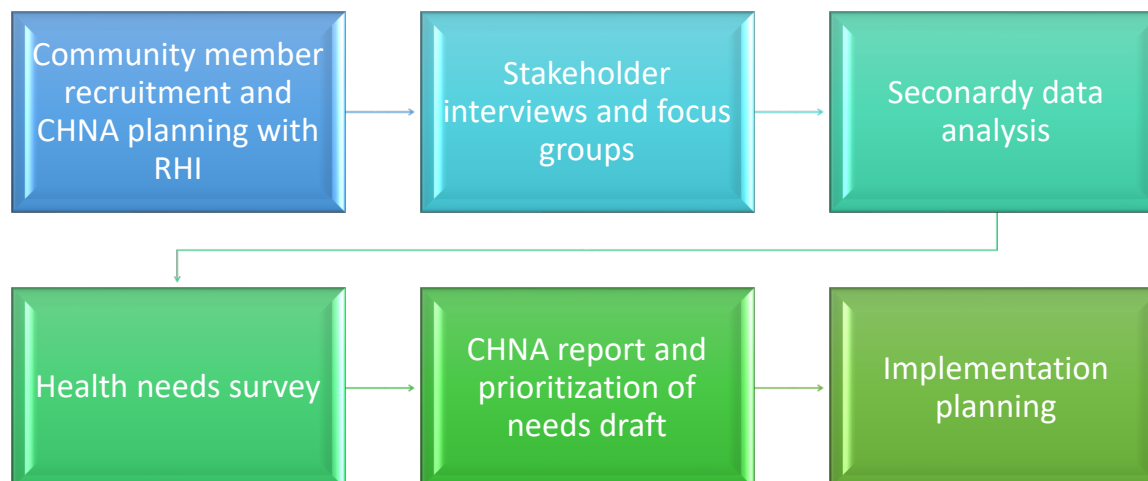 Community member
recruitment and
CHNA planning with
RHI
Stakeholder
interviews and focus
groups
Seconardy data
analysis
Health needs survey
CHNA report and
prioritization of
needs draft
Implementation
planning